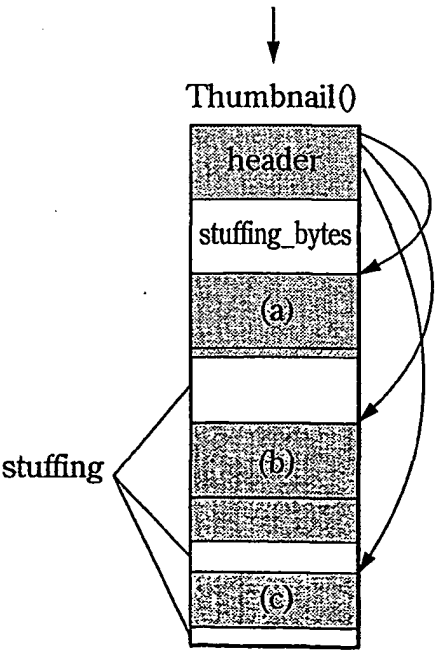 Thumbnail()
header
stuffing_bytes
(a)
(b)
stuffing
(c)